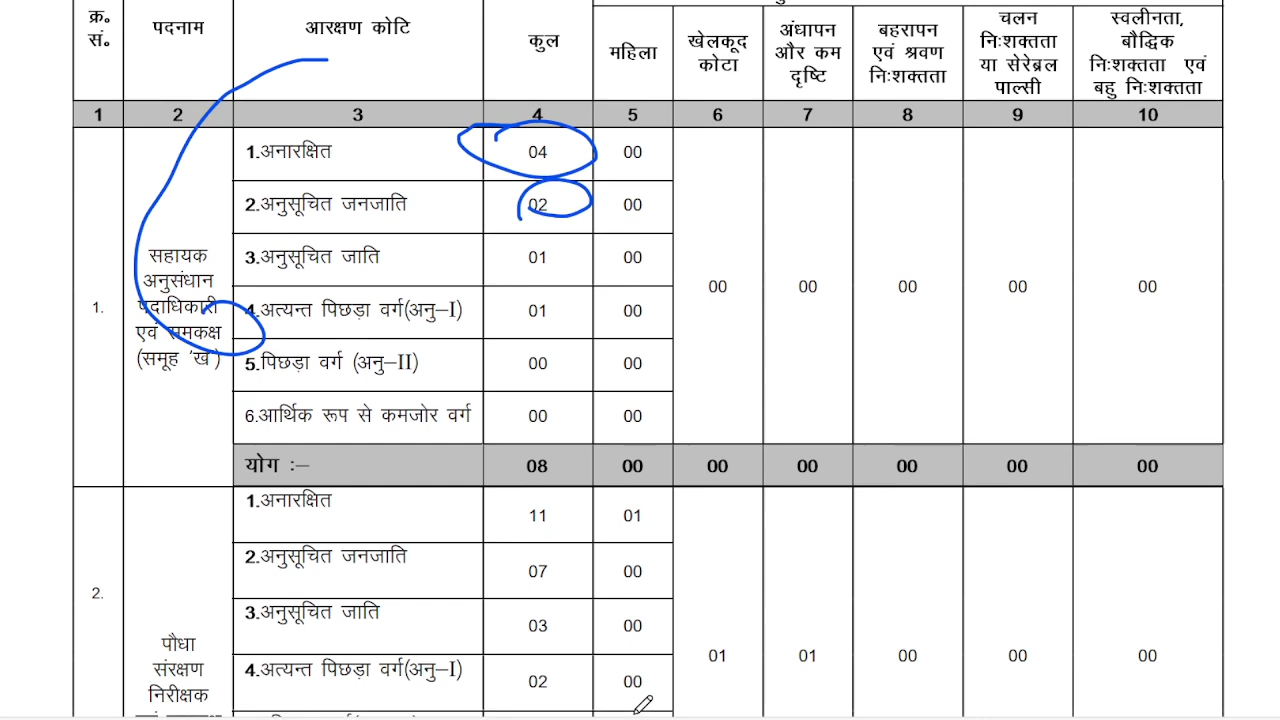 क्र० सं० पदनाम आरक्षण कोटि कुल महिला खेलकूद कोटा अंधापन और कम दृष्टि बहरापन एवं श्रवण निःशक्तता चलन निःशक्तता या सेरेब्रल पाल्सी स्वलीनता, बौद्धिक निःशक्तता एवं बहु निःशक्तता
1 2 3 4 5 6 7 8 9 10
1. सहायक अनुसंधान पदाधिकारी एवं समकक्ष (समूह 'ख')
1.अनारक्षित 04 00
2.अनुसूचित जनजाति 02 00
3.अनुसूचित जाति 01 00
00 00 00 00 00
4.अत्यन्त पिछड़ा वर्ग(अनु–I) 01 00
5.पिछड़ा वर्ग (अनु–II) 00 00
6.आर्थिक रूप से कमजोर वर्ग 00 00
योग :– 08 00 00 00 00 00 00
2. पौधा संरक्षण निरीक्षक
1.अनारक्षित 11 01
2.अनुसूचित जनजाति 07 00
3.अनुसूचित जाति 03 00
01 01 00 00 00
4.अत्यन्त पिछड़ा वर्ग(अनु–I) 02 00